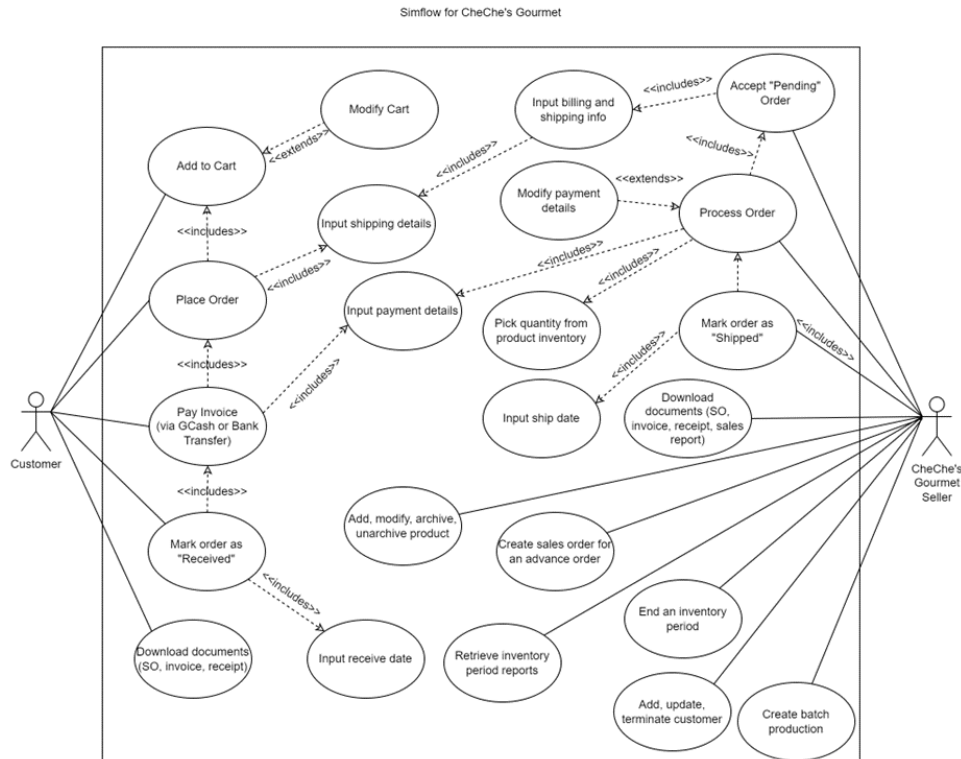 Simflow for CheChe's Gourmet
Modify Cart
Input billing and
shipping info
<<includes>>
Accept "Pending"
Order
<<extends>>
Add to Cart
<<includes>>
<<includes>>
Modify payment
details
<<extends>>
Process Order
Input shipping details
<<includes>>
<<includes>>
<<includes>>
<<includes>>
Place Order
Input payment details
Pick quantity from
product inventory
Mark order as
"Shipped"
<<includes>>
<<includes>>
<<includes>>
<<includes>>
Pay Invoice
(via GCash or Bank
Transfer)
Input ship date
Download
documents (SO,
invoice, receipt, sales
report)
Customer
CheChe's
Gourmet
Seller
<<includes>>
Add, modify, archive,
unarchive product
Mark order as
"Received"
Create sales order for
an advance order
<<includes>>
End an inventory
period
Download documents
(SO, invoice, receipt)
Input receive date
Retrieve inventory
period reports
Add, update,
terminate customer
Create batch
production